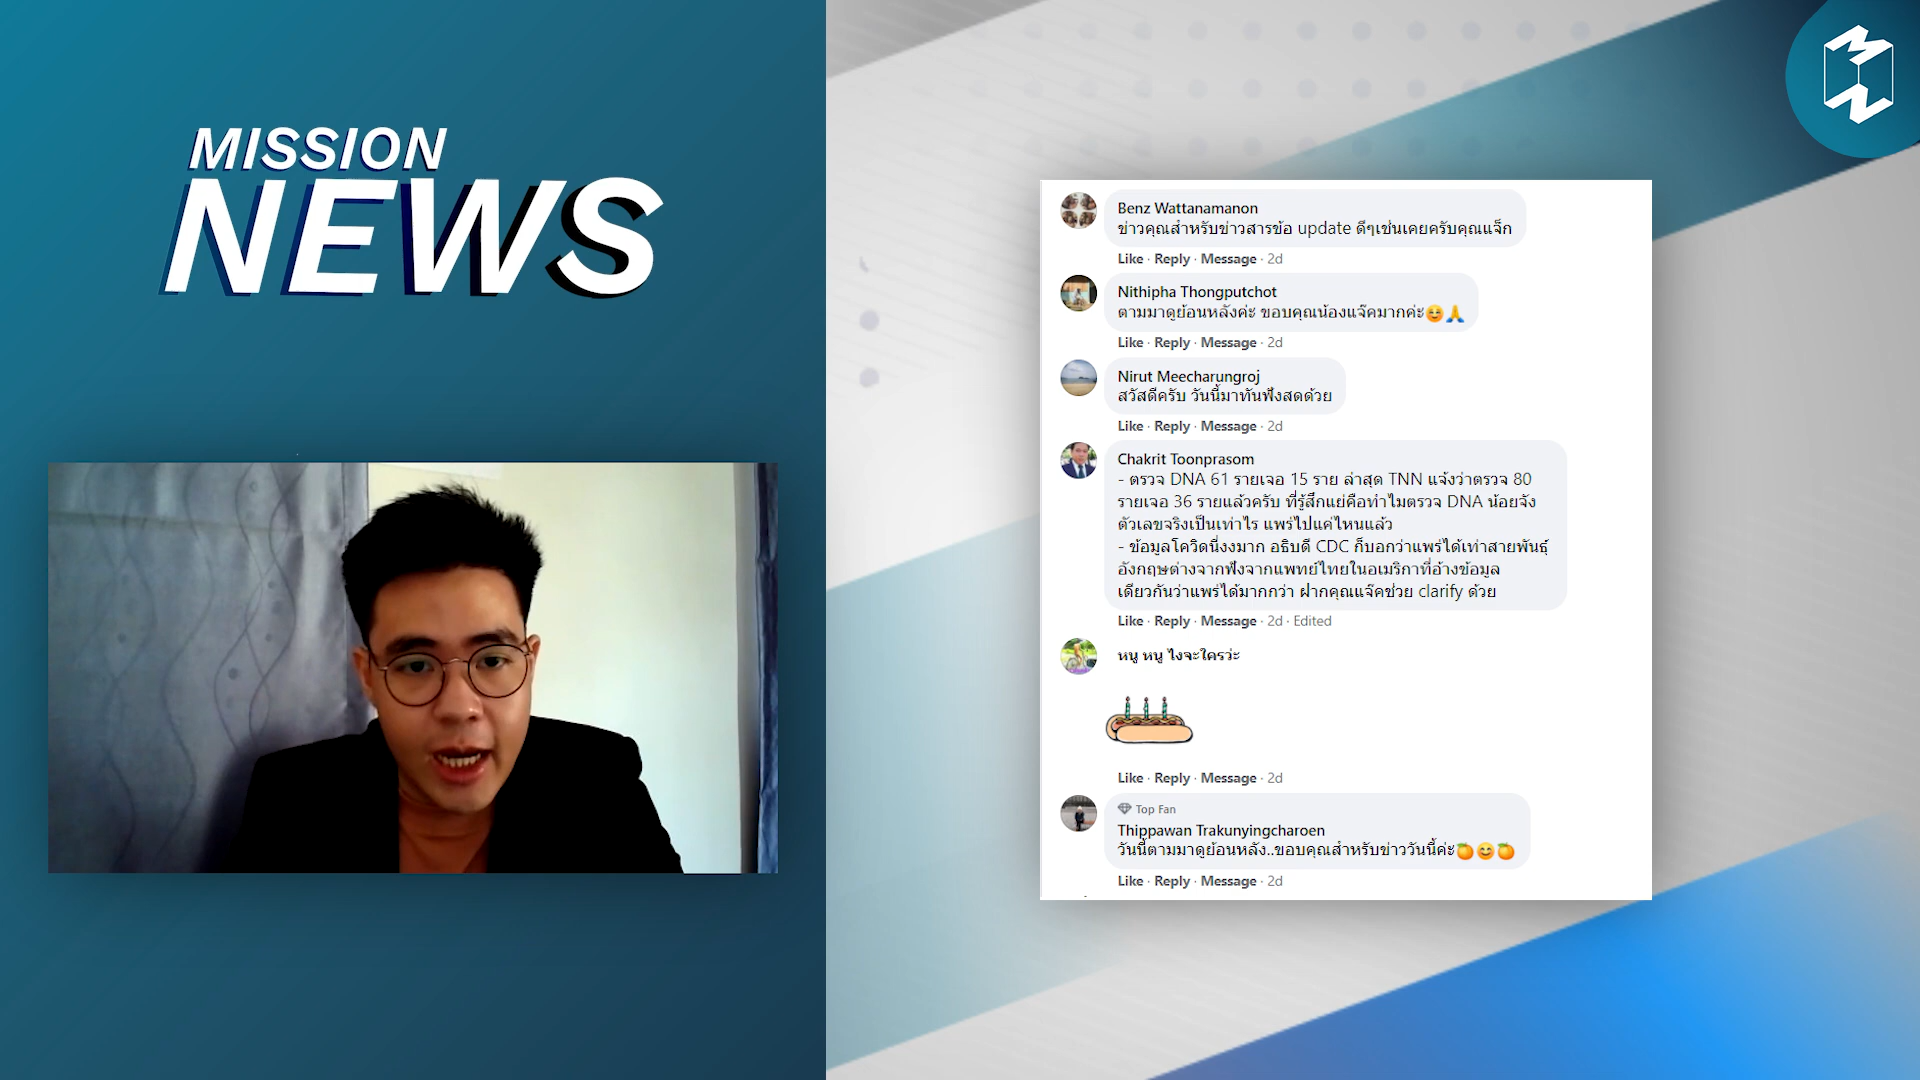 MISSION
NEWS
Benz Wattanamanon
ข่าวคุณสำหรับข่าวสารข้อ update ดีๆเช่นเคยครับคุณแจ็ก
Like · Reply · Message · 2d
Nithipha Thongputchot
ตามมาดูย้อนหลังค่ะ ขอบคุณน้องแจ๊คมากค่ะ😊🙏
Like · Reply · Message · 2d
Nirut Meecharungroj
สวัสดีครับ วันนี้มาทันฟังสดด้วย
Like · Reply · Message · 2d
Chakrit Toonprasom
- ตรวจ DNA 61 รายเจอ 15 ราย ล่าสุด TNN แจ้งว่าตรวจ 80
รายเจอ 36 รายแล้วครับ ที่รู้สึกแย่คือทำไมตรวจ DNA น้อยจัง
ตัวเลขจริงเป็นเท่าไร แพร่ไปแค่ไหนแล้ว
- ข้อมูลโควิดนี่งงมาก อธิบดี CDC ก็บอกว่าแพร่ได้เท่าสายพันธุ์
อังกฤษต่างจากฟังจากแพทย์ไทยในอเมริกาที่อ้างข้อมูล
เดียวกันว่าแพร่ได้มากกว่า ฝากคุณแจ๊คช่วย clarify ด้วย
Like · Reply · Message · 2d · Edited
หนู หนู ไงจะใครว่ะ
Like · Reply · Message · 2d
Top Fan
Thippawan Trakunyingcharoen
วันนี้ตามมาดูย้อนหลัง..ขอบคุณสำหรับข่าววันนี้ค่ะ🍊😊🍊
Like · Reply · Message · 2d